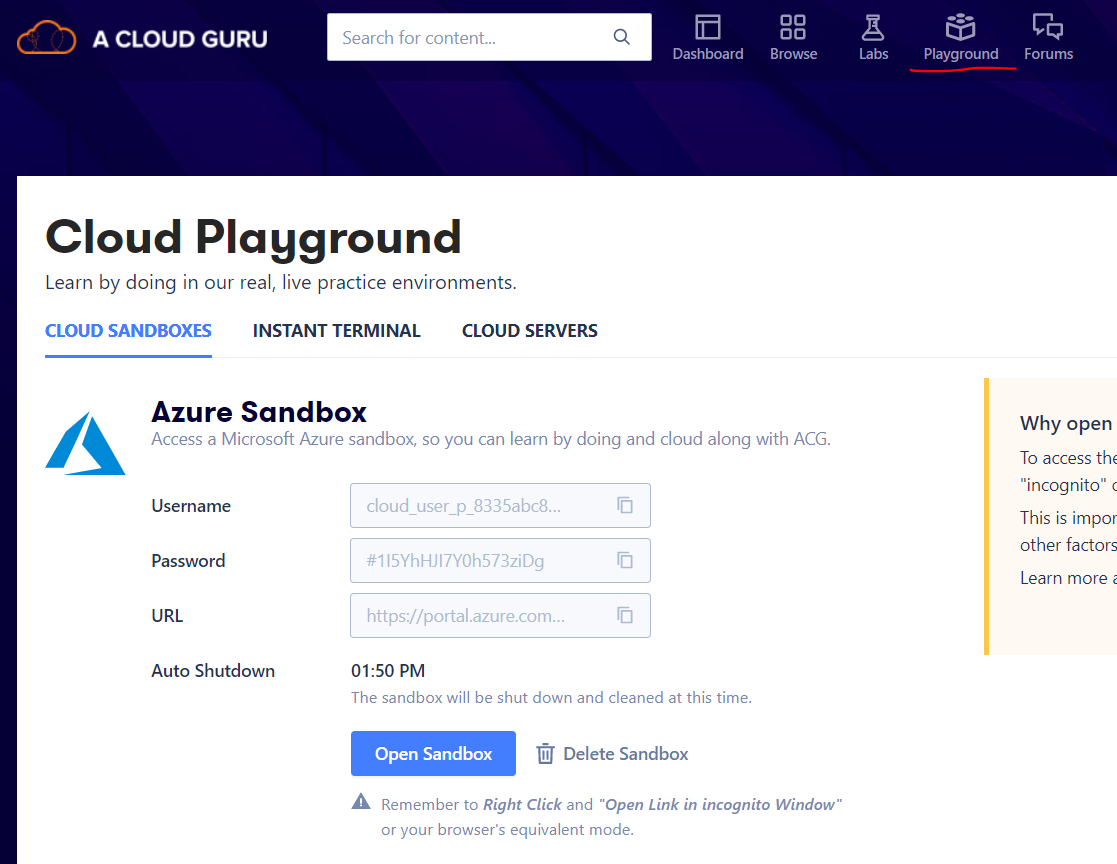 A CLOUD GURU
Search for content...
Dashboard
Browse
Labs
Playground
Forums
Cloud Playground
Learn by doing in our real, live practice environments.
CLOUD SANDBOXES
INSTANT TERMINAL
CLOUD SERVERS
Azure Sandbox
Access a Microsoft Azure sandbox, so you can learn by doing and cloud along with ACG.
Username
cloud_user_p_8335abc8...
Password
#1I5YhHJI7Y0h573ziDg
URL
https://portal.azure.com...
Auto Shutdown
01:50 PM
The sandbox will be shut down and cleaned at this time.
Open Sandbox
Delete Sandbox
Remember to Right Click and "Open Link in incognito Window"
or your browser's equivalent mode.
Why open
To access the
"incognito"
This is impor
other factors
Learn more a